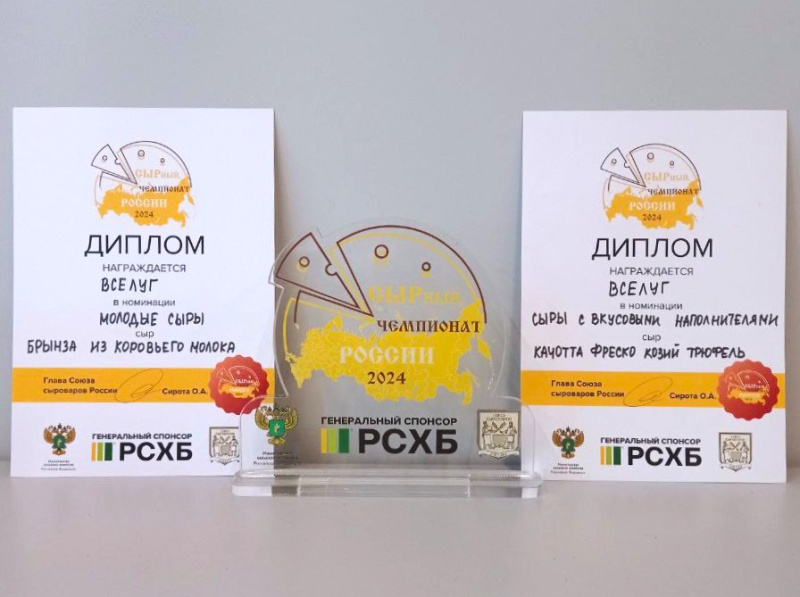 СЫРный
ЧЕМПИОНАТ
РОССИИ
2024
ДИПЛОМ
НАГРАЖДАЕТСЯ
ВСЕЛУГ
в номинации
МОЛОДЫЕ СЫРЫ
сыр
БРЫНЗА ИЗ КОРОВЬЕГО МОЛОКА
Глава Союза
сыроваров России
Сирота О.А.
ГЕНЕРАЛЬНЫЙ СПОНСОР
РСХБ
СЫРный
ЧЕМПИОНАТ
РОССИИ
2024
ГЕНЕРАЛЬНЫЙ СПОНСОР
РСХБ
СЫРный
ЧЕМПИОНАТ
РОССИИ
2024
ДИПЛОМ
НАГРАЖДАЕТСЯ
ВСЕЛУГ
в номинации
СЫРЫ С ВКУСОВЫМИ НАПОЛНИТЕЛЯМИ
сыр
КАЧОТТА ФРЕСКО КОЗИЙ ТРЮФЕЛЬ
Глава Союза
сыроваров России
Сирота О.А.
ГЕНЕРАЛЬНЫЙ СПОНСОР
РСХБ